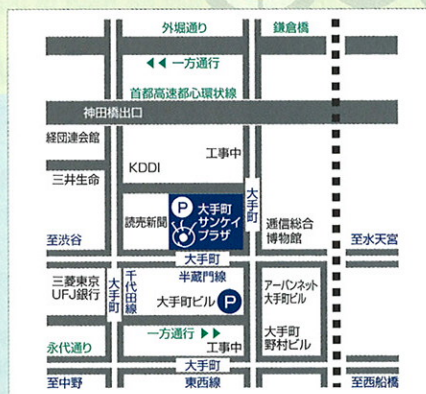 外堀通り
鎌倉橋
◀◀ 一方通行
首都高速都心環状線
神田橋出口
経団連会館
工事中
KDDI
三井生命
大手町
P
大手町
サンケイ
プラザ
読売新聞
逓信総合
博物館
至渋谷
至水天宮
大手町
半蔵門線
三菱東京
UFJ銀行
大手町
千代田線
大手町ビル P
アーバンネット
大手町ビル
一方通行 ▶▶
大手町
野村ビル
永代通り
工事中
大手町
至中野
東西線
至西船橋